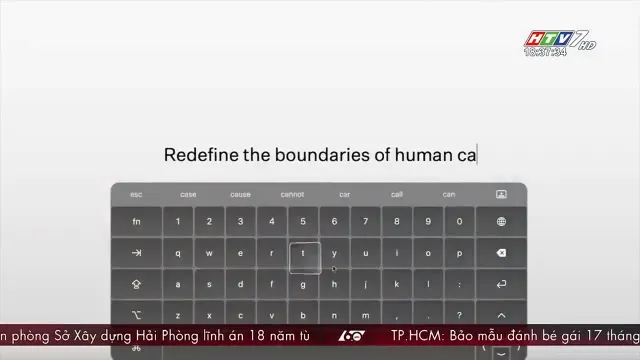 HTV7 HD
18:37:34
Redefine the boundaries of human ca
esc case cause cannot car call can
fn 1 2 3 4 5 6 7 8 9 0
q w e r t y u i o p
a s d f g h j k l :
z x c v b n m , .
n phòng Sở Xây dựng Hải Phòng lĩnh án 18 năm tù 60 TP.HCM: Bảo mẫu đánh bé gái 17 tháng